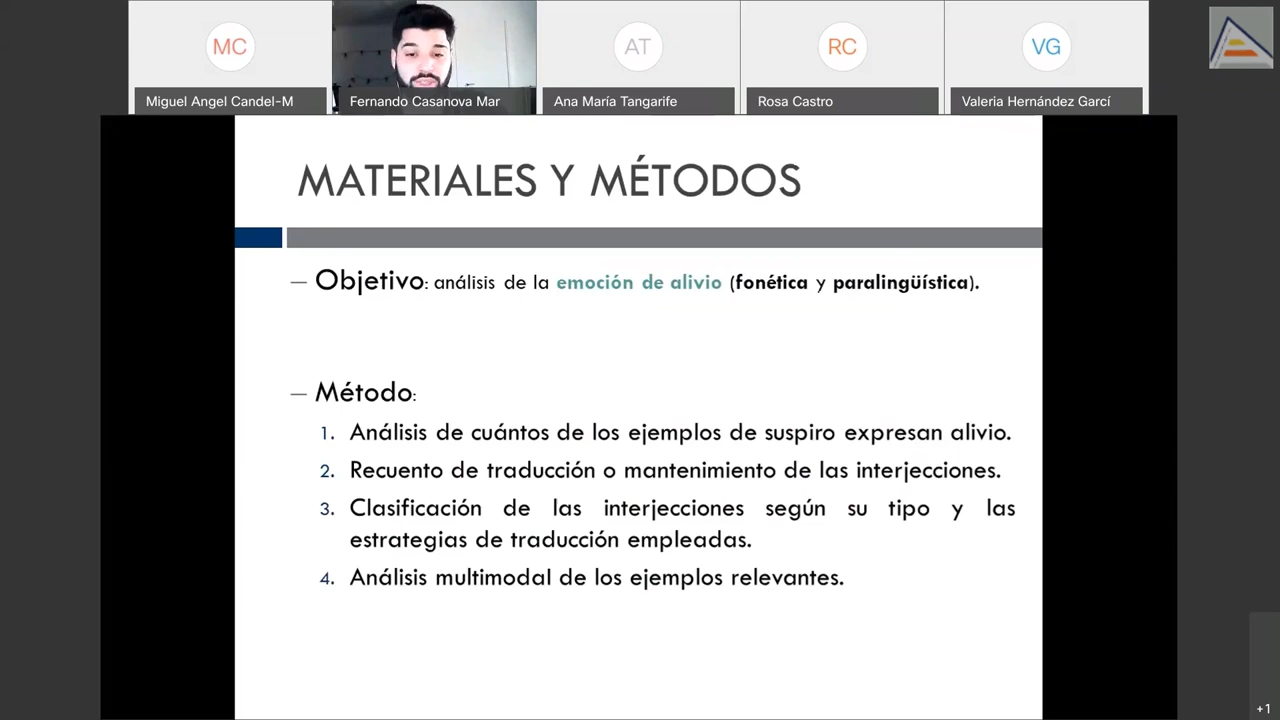 MC
AT
RC
VG
Miguel Angel Candel-M
Fernando Casanova Mar
Ana María Tangarife
Rosa Castro
Valeria Hernández Garcí
MATERIALES Y MÉTODOS
– Objetivo: análisis de la emoción de alivio (fonética y paralingüística).
– Método:
1. Análisis de cuántos de los ejemplos de suspiro expresan alivio.
2. Recuento de traducción o mantenimiento de las interjecciones.
3. Clasificación de las interjecciones según su tipo y las
estrategias de traducción empleadas.
4. Análisis multimodal de los ejemplos relevantes.
+1